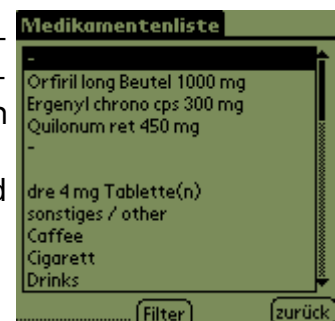 Medikamentenliste
-
Orfiril long Beutel 1000 mg
Ergenyl chrono cps 300 mg
Quilonum ret 450 mg
-
dre 4 mg Tablette(n)
sonstiges / other
Caffee
Cigarett
Drinks
Filter
zurück